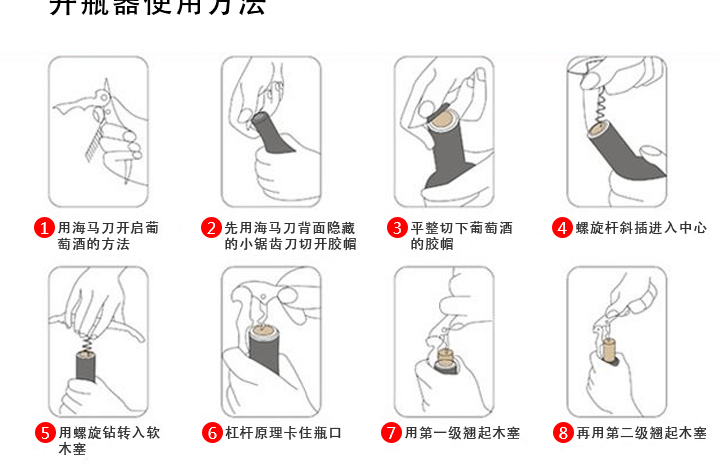 开瓶器使用方法
1 用海马刀开启葡
萄酒的方法
2 先用海马刀背面隐藏
的小锯齿刀切开胶帽
3 平整切下葡萄酒
的胶帽
4 螺旋杆斜插进入中心
5 用螺旋钻转入软
木塞
6 杠杆原理卡住瓶口
7 用第一级翘起木塞
8 再用第二级翘起木塞